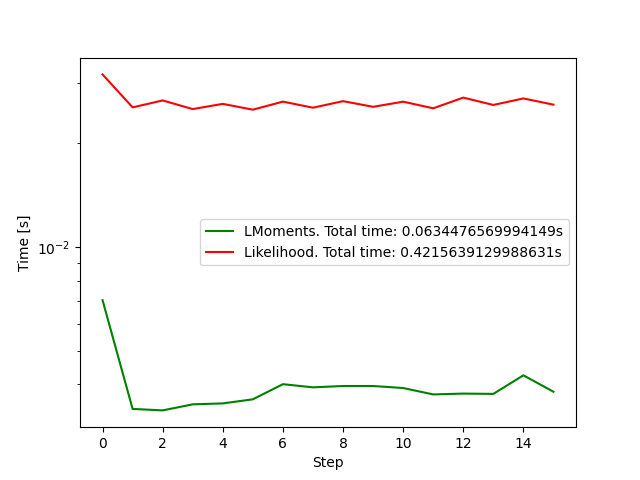 Time [s]
10⁻²
LMoments. Total time: 0.0634476569994149s
Likelihood. Total time: 0.4215639129988631s
0 2 4 6 8 10 12 14
Step